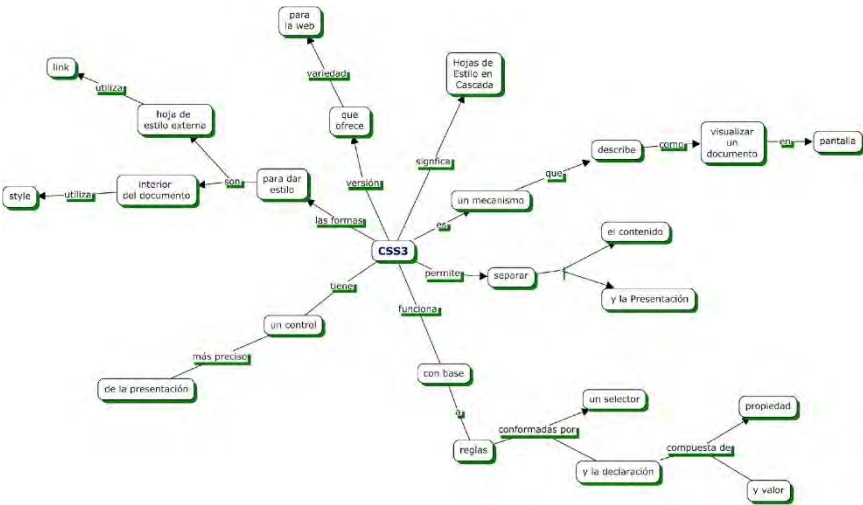 para
la web
variedad
que
ofrece
versión
Hojas de
Estilo en
Cascada
signfica
link
utiliza
hoja de
estilo externa
son
interior
del documento
utiliza
style
para dar
estilo
las formas
describe
como
visualizar
un
documento
en
pantalla
que
un mecanismo
es
CSS3
permite
separar
y
el contenido
y la Presentación
tiene
un control
más preciso
de la presentación
funciona
con base
a
reglas
conformadas por
un selector
y la declaración
compuesta de
propiedad
y valor